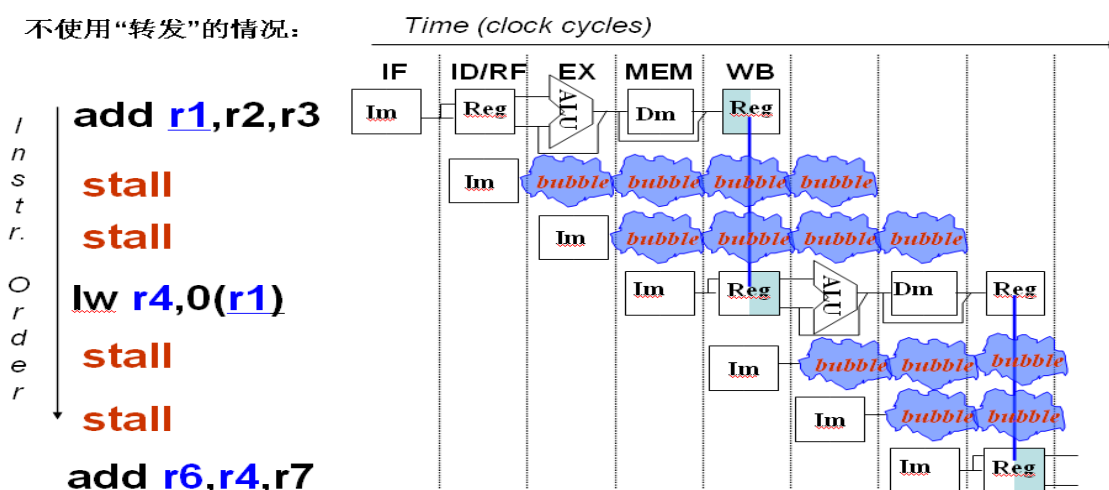 不使用“转发”的情况：
Time (clock cycles)
IF ID/RF EX MEM WB
Instr. Order
add r1,r2,r3
Im Reg ALU Dm Reg
stall
Im bubble bubble bubble bubble
stall
Im bubble bubble bubble bubble
lw r4,0(r1)
Im Reg ALU Dm Reg
stall
Im bubble bubble bubble
stall
Im bubble bubble
add r6,r4,r7
Im Reg